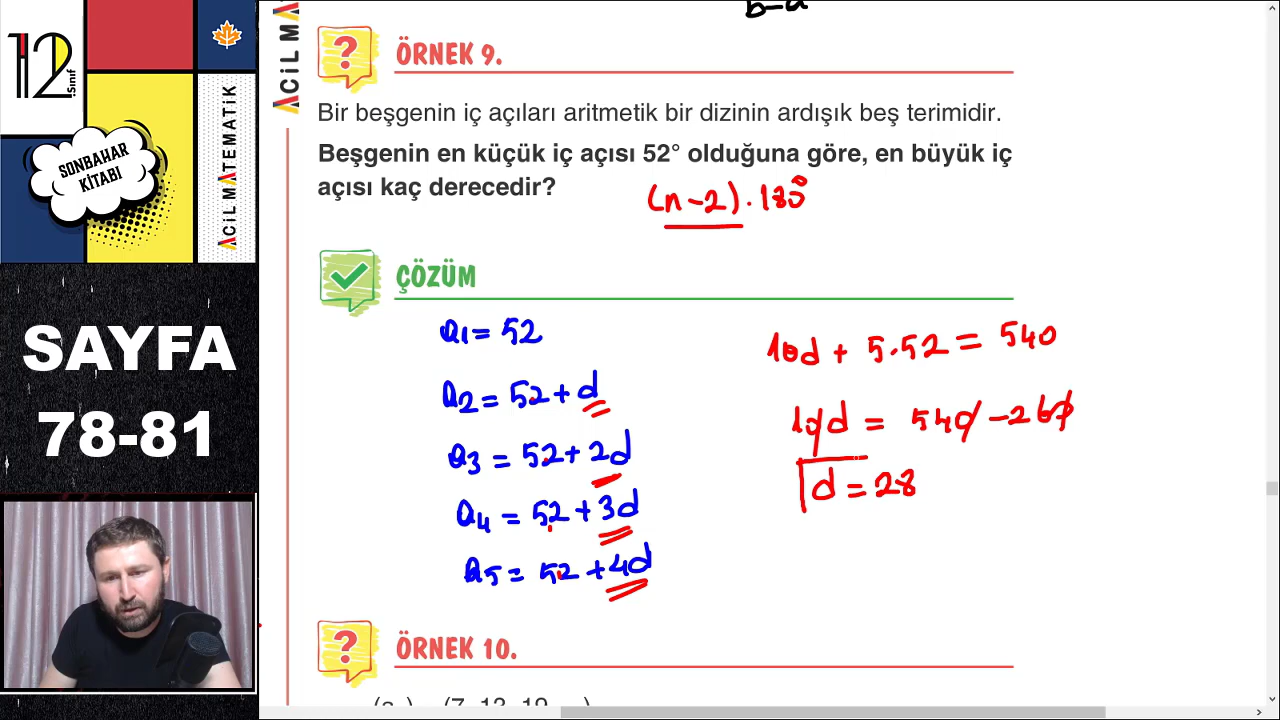 b-a
12
.Sınıf
SONBAHAR
KİTABI
ACİLMATEMATİK
ACİLM
SAYFA
78-81
ÖRNEK 9.
Bir beşgenin iç açıları aritmetik bir dizinin ardışık beş terimidir.
Beşgenin en küçük iç açısı 52° olduğuna göre, en büyük iç
açısı kaç derecedir?
(n-2).180°
ÇÖZÜM
a1 = 52
a2 = 52 + d
a3 = 52 + 2d
a4 = 52 + 3d
a5 = 52 + 4d
10d + 5.52 = 540
10d = 540 - 260
d = 28
ÖRNEK 10.